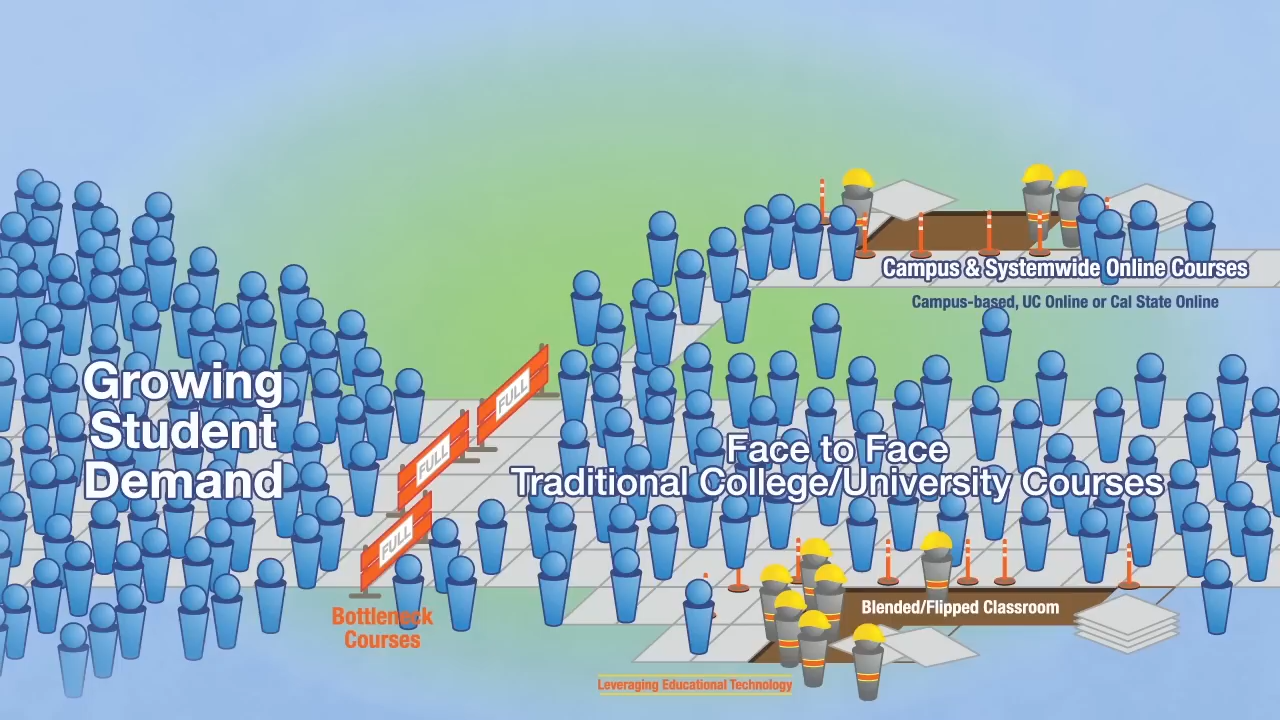 Growing
Student
Demand
FULL
FULL
FULL
Bottleneck
Courses
Campus & Systemwide Online Courses
Campus-based, UC Online or Cal State Online
Face to Face
Traditional College/University Courses
Blended/Flipped Classroom
Leveraging Educational Technology